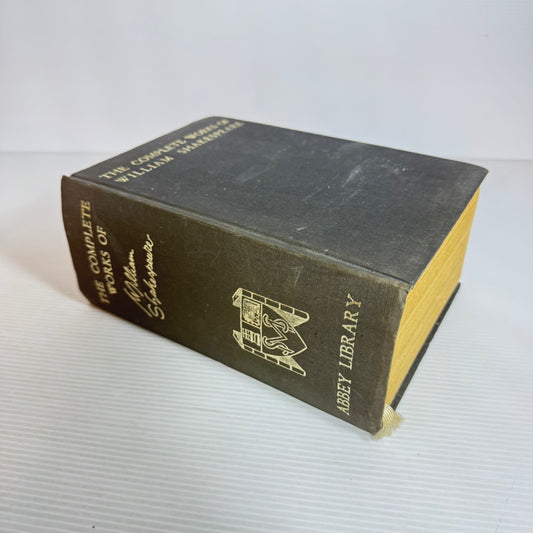 THE COMPLETE WORKS OF
WILLIAM SHAKESPEARE
THE COMPLETE
WORKS OF
William
Shakespeare
ABBEY LIBRARY